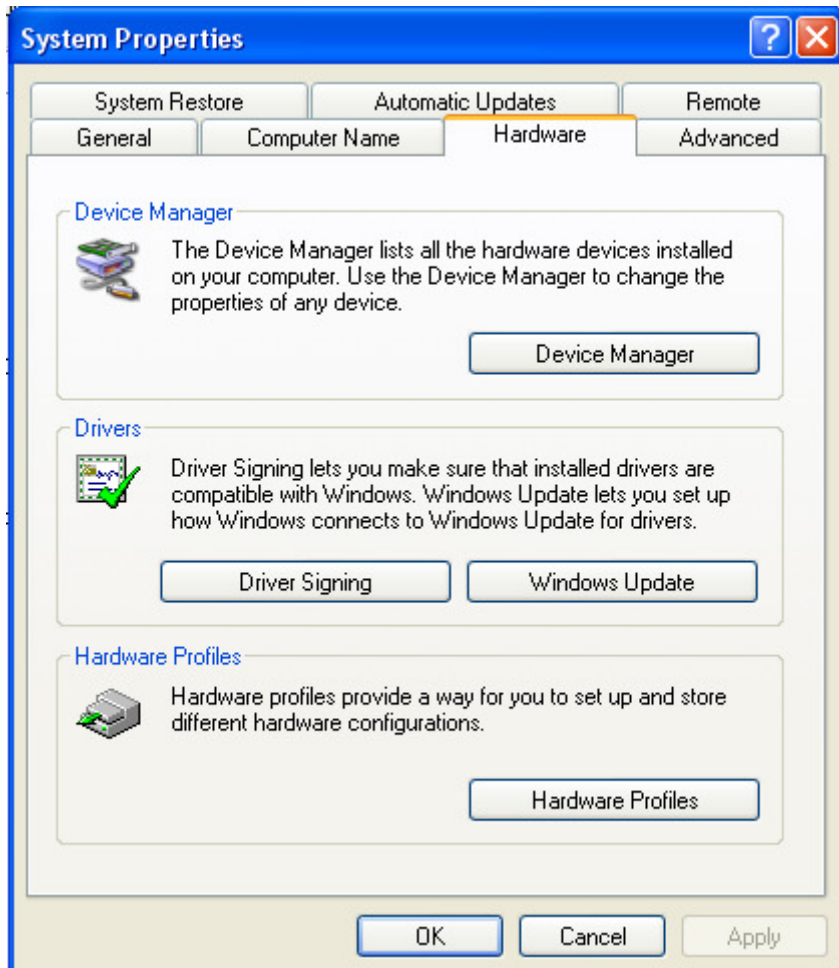 System Properties
System Restore Automatic Updates Remote
General Computer Name Hardware Advanced
Device Manager
The Device Manager lists all the hardware devices installed
on your computer. Use the Device Manager to change the
properties of any device.
Device Manager
Drivers
Driver Signing lets you make sure that installed drivers are
compatible with Windows. Windows Update lets you set up
how Windows connects to Windows Update for drivers.
Driver Signing Windows Update
Hardware Profiles
Hardware profiles provide a way for you to set up and store
different hardware configurations.
Hardware Profiles
OK Cancel Apply